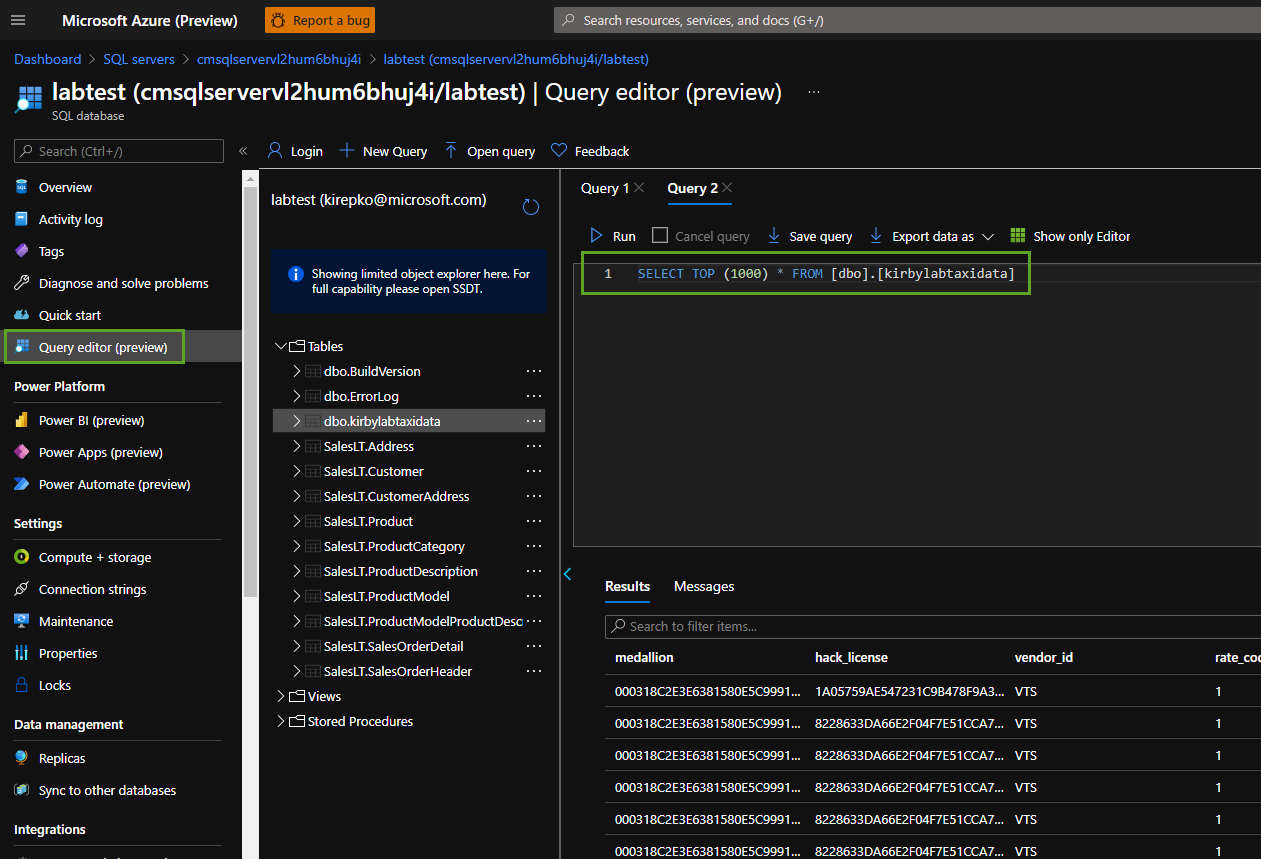 Microsoft Azure (Preview)
Report a bug
Search resources, services, and docs (G+/)
Dashboard > SQL servers > cmsqlservervl2hum6bhuj4i > labtest (cmsqlservervl2hum6bhuj4i/labtest)
labtest (cmsqlservervl2hum6bhuj4i/labtest) | Query editor (preview) ...
SQL database
Search (Ctrl+/)
Overview
Activity log
Tags
Diagnose and solve problems
Quick start
Query editor (preview)
Power Platform
Power BI (preview)
Power Apps (preview)
Power Automate (preview)
Settings
Compute + storage
Connection strings
Maintenance
Properties
Locks
Data management
Replicas
Sync to other databases
Integrations
Login
New Query
Open query
Feedback
labtest (kirepko@microsoft.com)
Showing limited object explorer here. For
full capability please open SSDT.
Tables
dbo.BuildVersion
dbo.ErrorLog
dbo.kirbylabtaxidata
SalesLT.Address
SalesLT.Customer
SalesLT.CustomerAddress
SalesLT.Product
SalesLT.ProductCategory
SalesLT.ProductDescription
SalesLT.ProductModel
SalesLT.ProductModelProductDesc
SalesLT.SalesOrderDetail
SalesLT.SalesOrderHeader
Views
Stored Procedures
Query 1
Query 2
Run
Cancel query
Save query
Export data as
Show only Editor
1 SELECT TOP (1000) * FROM [dbo].[kirbylabtaxidata]
Results
Messages
Search to filter items...
medallion hack_license vendor_id rate_coc
000318C2E3E6381580E5C9991... 1A05759AE547231C9B478F9A3... VTS 1
000318C2E3E6381580E5C9991... 8228633DA66E2F04F7E51CCA7... VTS 1
000318C2E3E6381580E5C9991... 8228633DA66E2F04F7E51CCA7... VTS 1
000318C2E3E6381580E5C9991... 8228633DA66E2F04F7E51CCA7... VTS 1
000318C2E3E6381580E5C9991... 8228633DA66E2F04F7E51CCA7... VTS 1
000318C2E3E6381580E5C9991... 8228633DA66E2F04F7E51CCA7... VTS 1